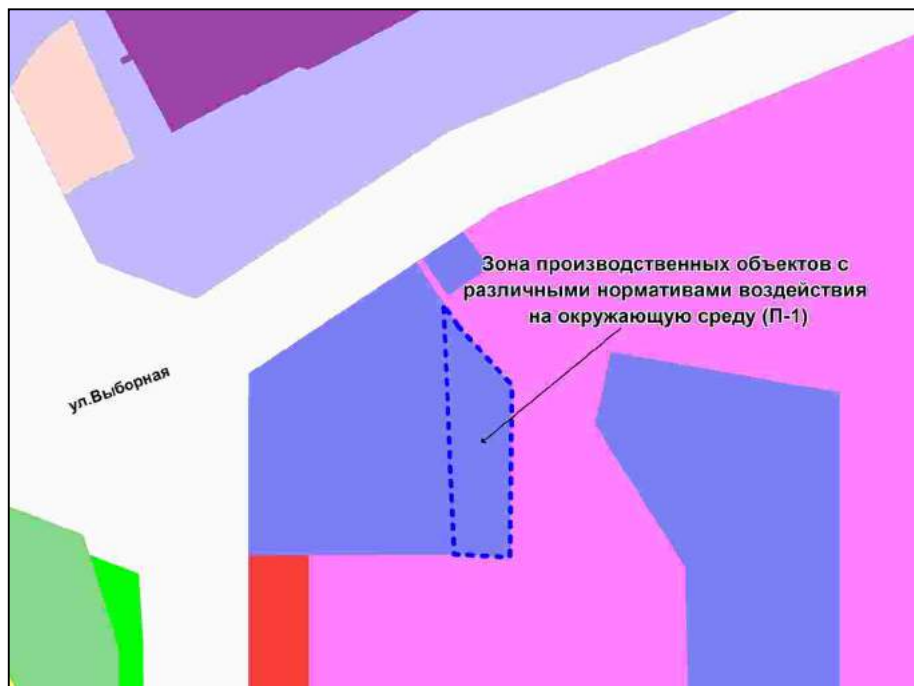 Зона производственных объектов с
различными нормативами воздействия
на окружающую среду (П-1)
ул.Выборная